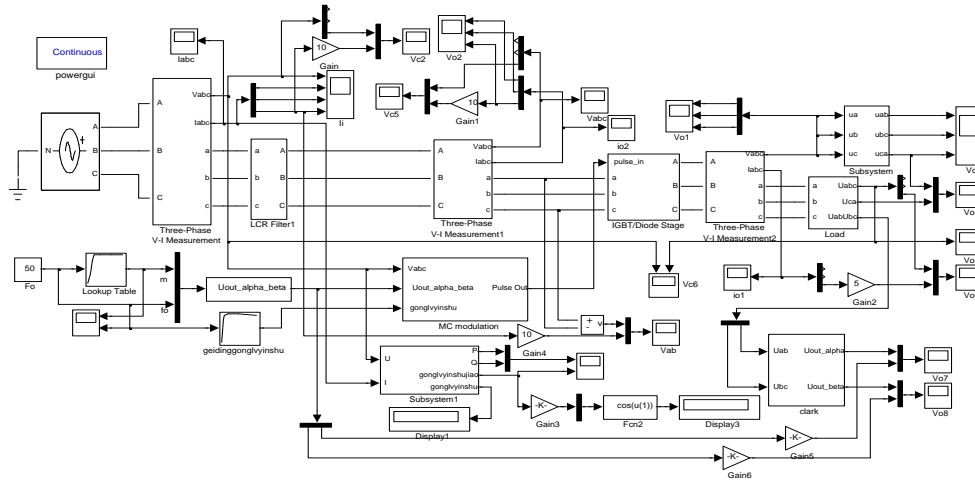 Continuous
powergui
Iabc
10
Gain
Vc2
Vo2
Vc5
10
Gain1
Ii
Vabc
io2
Vo1
ua
ub
uc
uab
ubc
uca
Subsystem
N
A
B
C
A
B
C
Vabc
Iabc
a
b
c
Three-Phase
V-I Measurement
a
b
c
A
B
C
LCR Filter1
A
B
C
Vabc
Iabc
a
b
c
Three-Phase
V-I Measurement1
pulse_in
a
b
c
A
B
C
IGBT/Diode Stage
A
B
C
Vabc
Iabc
a
b
c
Three-Phase
V-I Measurement2
a
b
c
Uabc
Uca
UabUbc
Load
50
Fo
Lookup Table
m
fo
Uout_alpha_beta
geidinggonglvyinshu
Vabc
Uout_alpha_beta
gonglvyinshu
Pulse Out
MC modulation
Vc6
io1
5
Gain2
10
Gain4
+
-
v
Vab
U
I
P
Q
gonglvyinshujiao
gonglvyinshu
Subsystem1
Display1
-K-
Gain3
cos(u(1))
Fcn2
Display3
Uab
Ubc
Uout_alpha
Uout_beta
clark
Vo7
Vo8
-K-
Gain5
-K-
Gain6